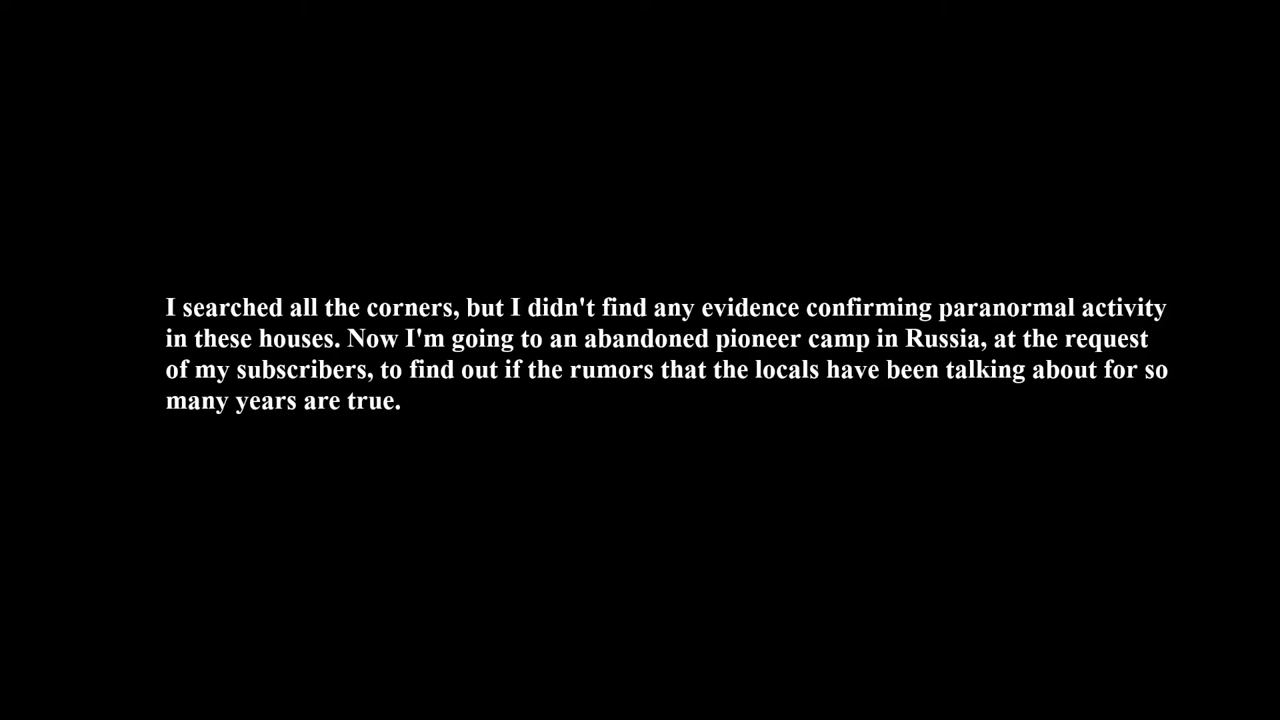 I searched all the corners, but I didn't find any evidence confirming paranormal activity
in these houses. Now I'm going to an abandoned pioneer camp in Russia, at the request
of my subscribers, to find out if the rumors that the locals have been talking about for so
many years are true.